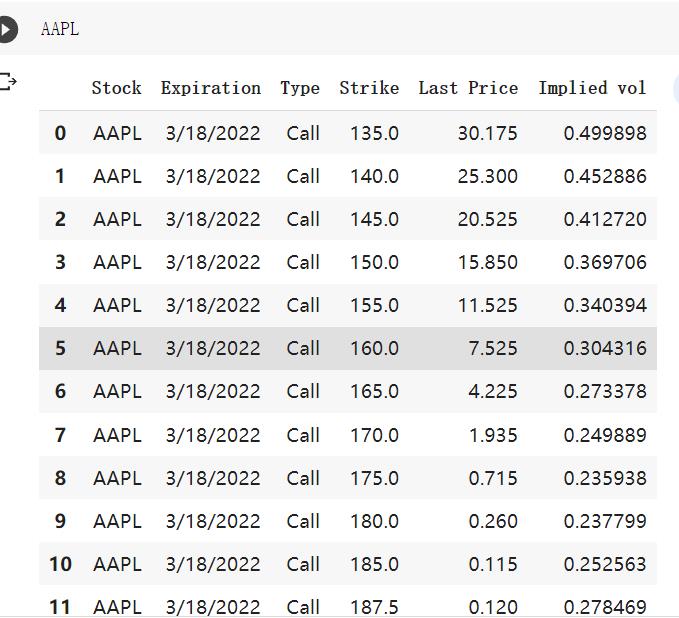 AAPL
Stock Expiration Type Strike Last Price Implied vol
0 AAPL 3/18/2022 Call 135.0 30.175 0.499898
1 AAPL 3/18/2022 Call 140.0 25.300 0.452886
2 AAPL 3/18/2022 Call 145.0 20.525 0.412720
3 AAPL 3/18/2022 Call 150.0 15.850 0.369706
4 AAPL 3/18/2022 Call 155.0 11.525 0.340394
5 AAPL 3/18/2022 Call 160.0 7.525 0.304316
6 AAPL 3/18/2022 Call 165.0 4.225 0.273378
7 AAPL 3/18/2022 Call 170.0 1.935 0.249889
8 AAPL 3/18/2022 Call 175.0 0.715 0.235938
9 AAPL 3/18/2022 Call 180.0 0.260 0.237799
10 AAPL 3/18/2022 Call 185.0 0.115 0.252563
11 AAPL 3/18/2022 Call 187.5 0.120 0.278469